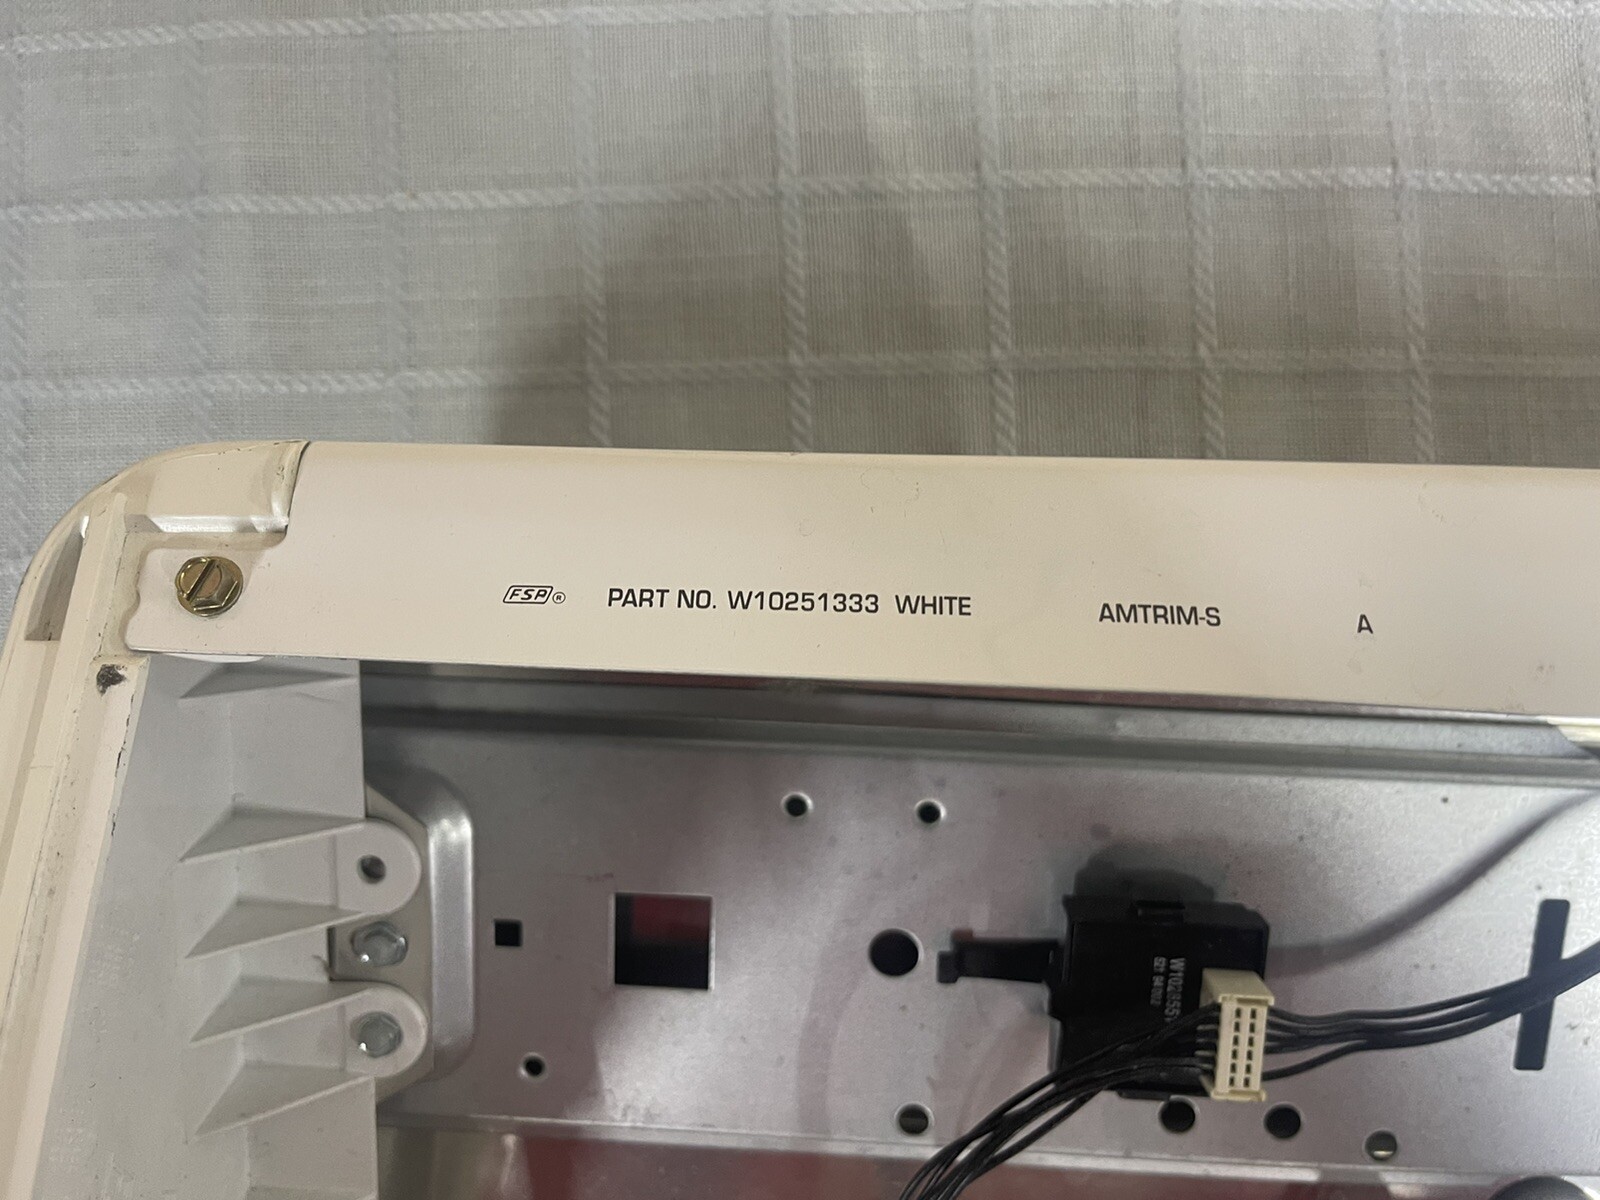 FSP® PART NO. W10251333 WHITE AMTRIM-S A